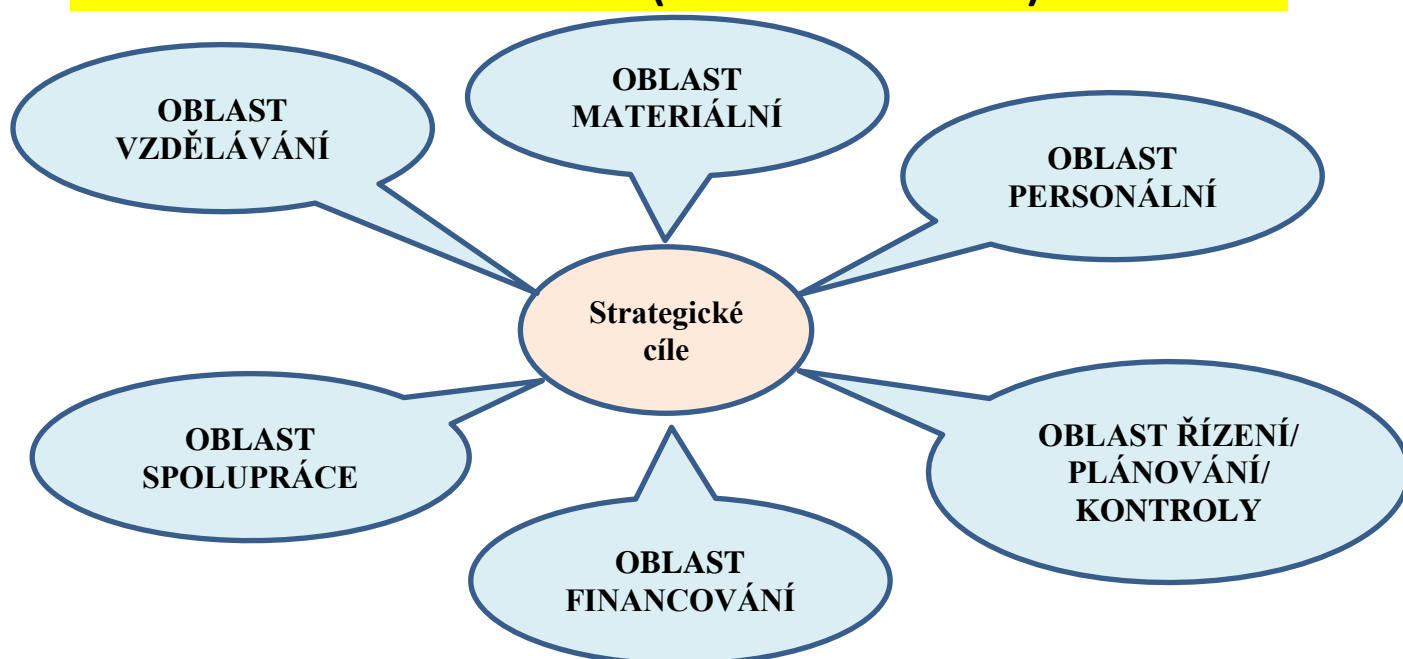 OBLAST
VZDĚLÁVÁNÍ
OBLAST
MATERIÁLNÍ
OBLAST
PERSONÁLNÍ
Strategické
cíle
OBLAST
SPOLUPRÁCE
OBLAST
FINANCOVÁNÍ
OBLAST ŘÍZENÍ/
PLÁNOVÁNÍ/
KONTROLY